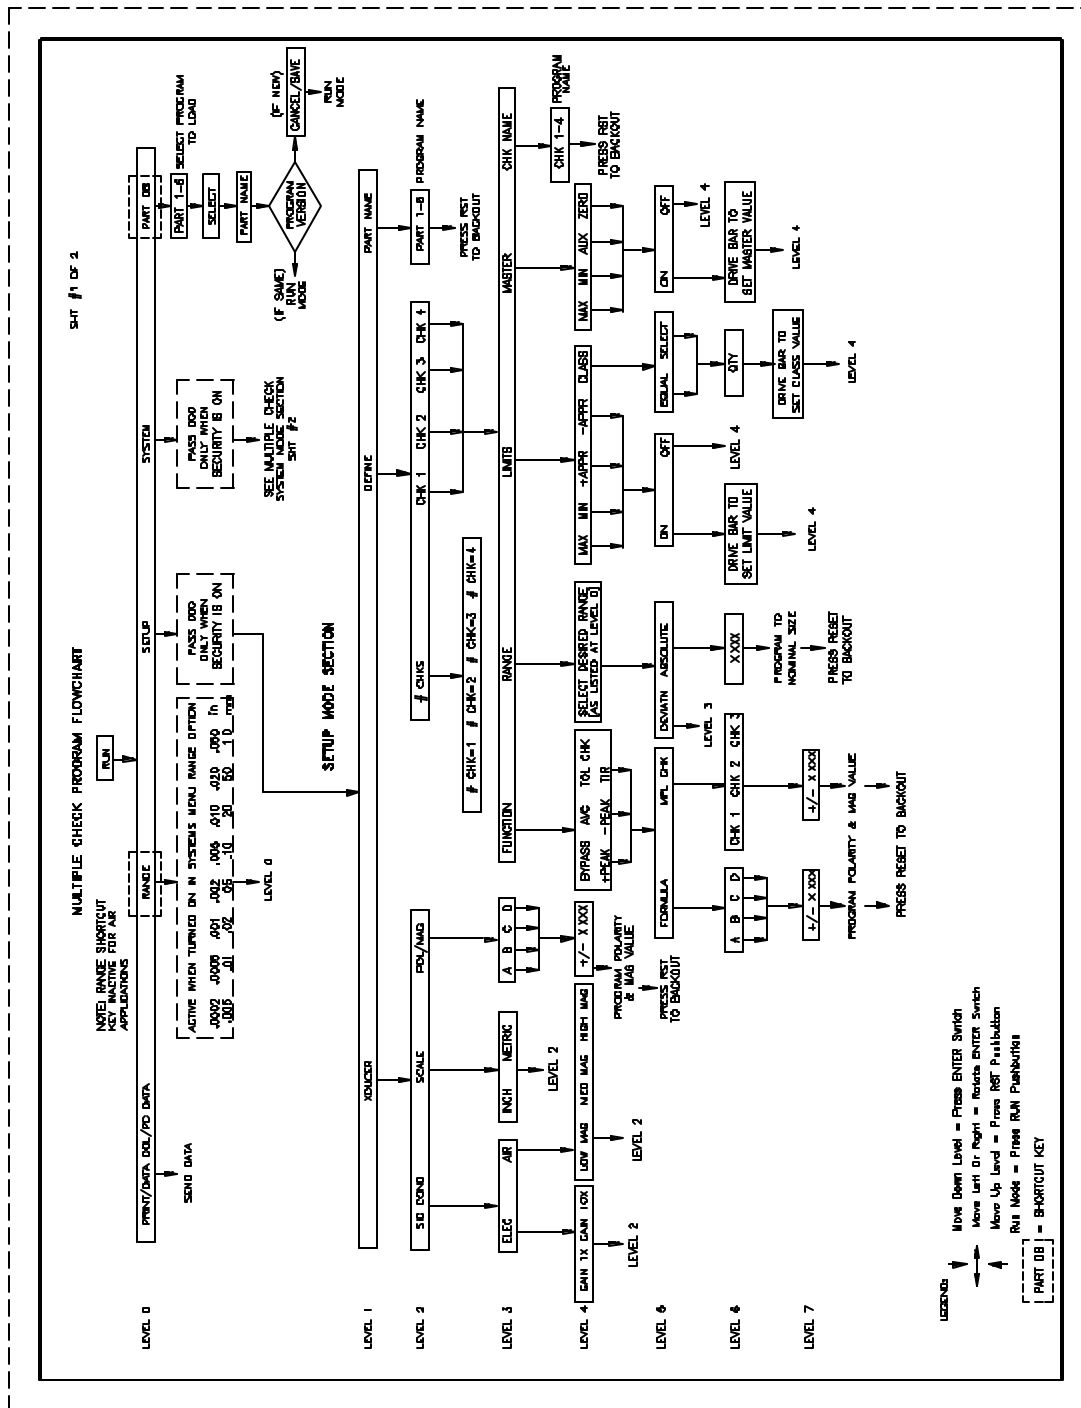 MULTIPLE CHECK PROGRAM FLOWCHART
SHT #1 OF 2
RUN
NOTE: RANGE SHORTCUT
KEY INACTIVE FOR AIR
APPLICATIONS
LEVEL 0
PRINT/DATA DOL/PD DATA
RANGE
SETUP
SYSTEM
PART DB
SEND DATA
ACTIVE WHEN TURNED ON IN SYSTEMS MENU RANGE OPTION
.0002 .0005 .001 .002 .005 .010 .020 .050 in
.005 .01 .02 .05 .10 .20 .50 1.0 mm
LEVEL 0
PASS DOD
ONLY WHEN
SECURITY IS ON
PASS DOD
ONLY WHEN
SECURITY IS ON
SEE MULTIPLE CHECK
SYSTEM MODE SECTION
SHT #2
PART 1-6
SELECT PROGRAM
TO LOAD
SELECT
PART NAME
PROGRAM
VERSION
(IF SAME)
RUN
MODE
(IF NEW)
CANCEL/SAVE
RUN
MODE
SETUP MODE SECTION
LEVEL 1
XDUCER
DEFINE
PART NAME
LEVEL 2
SIG COND
SCALE
POL/MAG
# CHKS
CHK 1 CHK 2 CHK 3 CHK 4
PART 1-6
PROGRAM NAME
PRESS RST
TO BACKOUT
# CHK=1 # CHK=2 # CHK=3 # CHK=4
LEVEL 3
ELEC AIR
INCH METRIC
A B C D
FUNCTION
RANGE
LIMITS
MASTER
CHK NAME
LEVEL 2
CHK 1-4
PROGRAM
NAME
PRESS RST
TO BACKOUT
LEVEL 4
GAIN 1X GAIN 10X
LOW MAG MED MAG HIGH MAG
+/- X XXX
BYPASS AVG TOL CHK
+PEAK -PEAK TIR
SELECT DESIRED RANGE
(AS LISTED AT LEVEL 0)
MAX MIN +APPR -APPR CLASS
MAX MIN AUX ZERO
LEVEL 2
LEVEL 2
PROGRAM POLARITY
& MAG VALUE
PRESS RST
TO BACKOUT
LEVEL 5
FORMULA MPL CHK
DEVIATN ABSOLUTE
ON OFF
EQUAL SELECT
ON OFF
LEVEL 3
LEVEL 4
LEVEL 4
LEVEL 6
A B C D
CHK 1 CHK 2 CHK 3
X XXX
DRIVE BAR TO
SET LIMIT VALUE
QTY
DRIVE BAR TO
SET MASTER VALUE
PROGRAM TO
NOMINAL SIZE
PRESS RESET
TO BACKOUT
LEVEL 4
DRIVE BAR TO
SET CLASS VALUE
LEVEL 4
LEVEL 4
LEVEL 7
+/- X XXX
+/- X XXX
PROGRAM POLARITY & MAG VALUE
PRESS RESET TO BACKOUT
LEGEND:
Move Down Level = Press ENTER Switch
Move Left Or Right = Rotate ENTER Switch
Move Up Level = Press RST Pushbutton
Run Mode = Press RUN Pushbutton
PART DB = SHORTCUT KEY